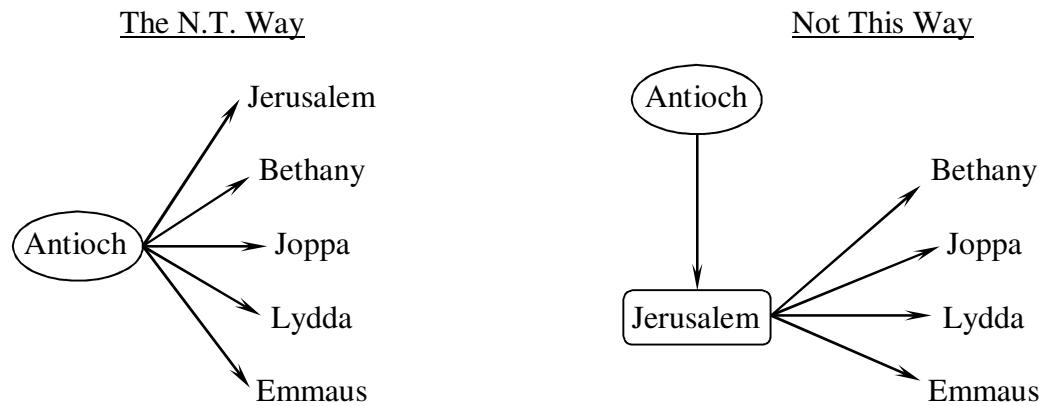 The N.T. Way
Jerusalem
Bethany
Antioch
Joppa
Lydda
Emmaus
Not This Way
Antioch
Bethany
Joppa
Jerusalem
Lydda
Emmaus